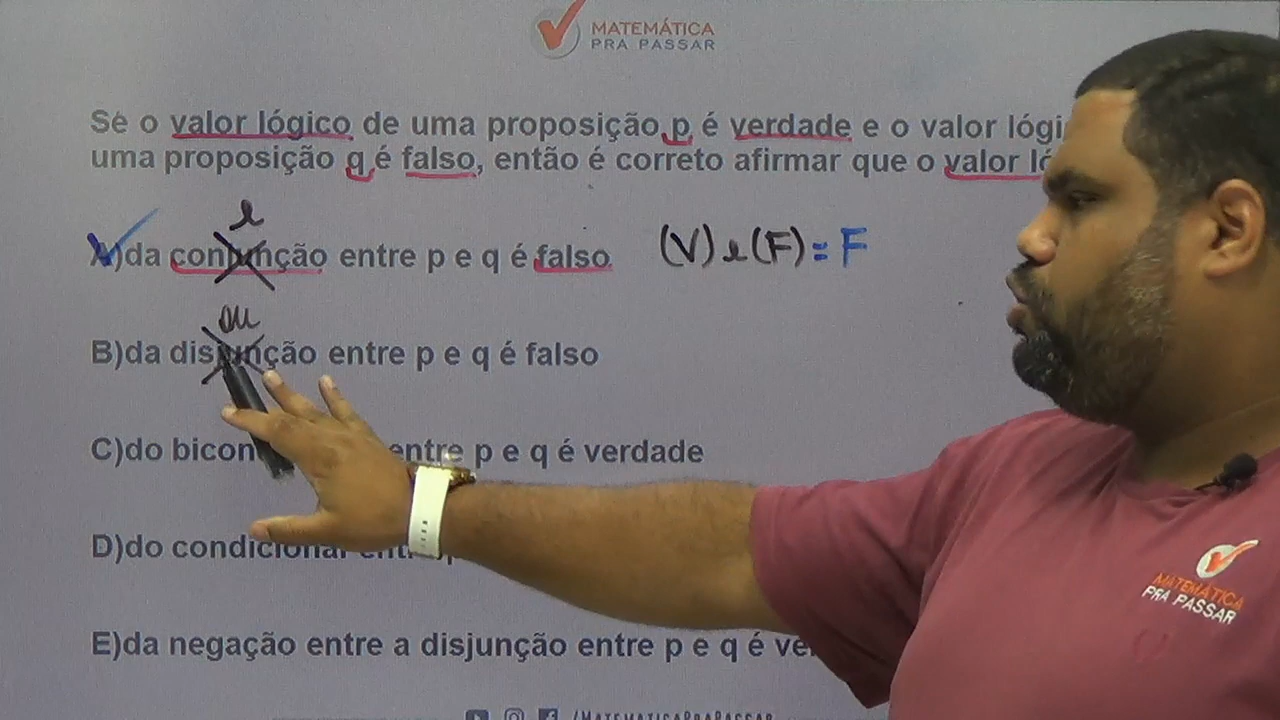 MATEMÁTICA
PRA PASSAR
Se o valor lógico de uma proposição p é verdade e o valor lógi
uma proposição q é falso, então é correto afirmar que o valor ló
e
A)da conjunção entre p e q é falso (V) e (F) = F
ou
B)da disjunção entre p e q é falso
C)do bicon entre p e q é verdade
D)do condicional ent
E)da negação entre a disjunção entre p e q é ve
/MATEMATICAPRAPASSAR
MATEMÁTICA
PRA PASSAR